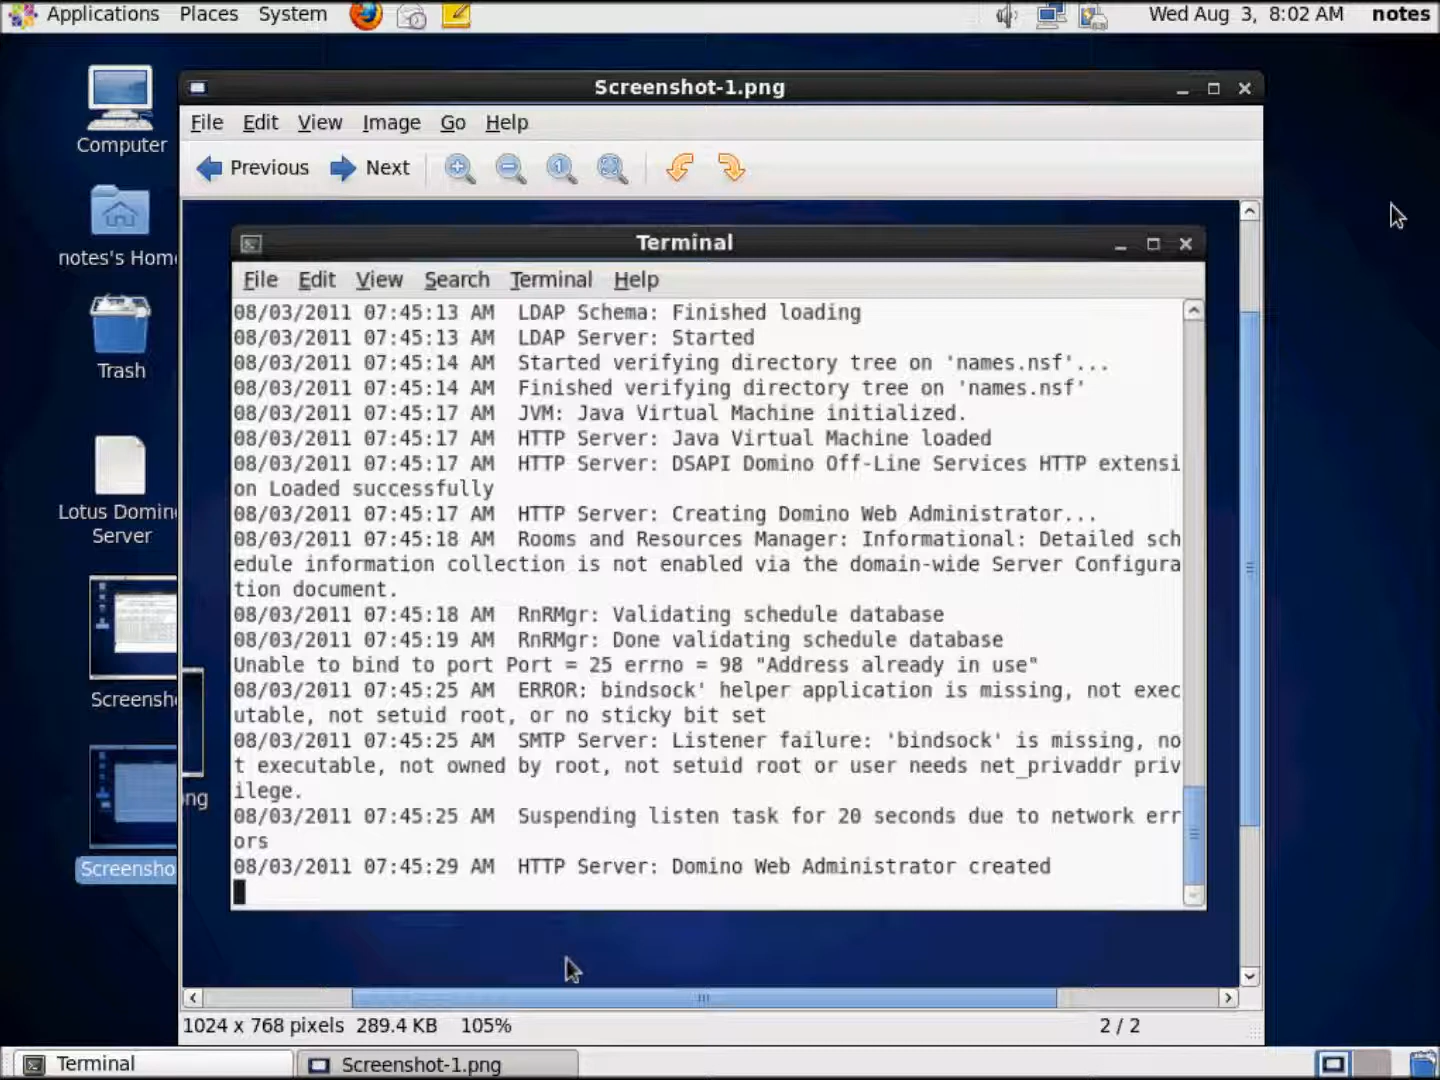 Applications Places System
Wed Aug 3, 8:02 AM notes
Screenshot-1.png
File Edit View Image Go Help
Previous Next
Computer
notes's Hom
Trash
Lotus Domin
Server
Screensh
ng
Screensho
Terminal
File Edit View Search Terminal Help
08/03/2011 07:45:13 AM LDAP Schema: Finished loading
08/03/2011 07:45:13 AM LDAP Server: Started
08/03/2011 07:45:14 AM Started verifying directory tree on 'names.nsf'...
08/03/2011 07:45:14 AM Finished verifying directory tree on 'names.nsf'
08/03/2011 07:45:17 AM JVM: Java Virtual Machine initialized.
08/03/2011 07:45:17 AM HTTP Server: Java Virtual Machine loaded
08/03/2011 07:45:17 AM HTTP Server: DSAPI Domino Off-Line Services HTTP extensi
on Loaded successfully
08/03/2011 07:45:17 AM HTTP Server: Creating Domino Web Administrator...
08/03/2011 07:45:18 AM Rooms and Resources Manager: Informational: Detailed sch
edule information collection is not enabled via the domain-wide Server Configura
tion document.
08/03/2011 07:45:18 AM RnRMgr: Validating schedule database
08/03/2011 07:45:19 AM RnRMgr: Done validating schedule database
Unable to bind to port Port = 25 errno = 98 "Address already in use"
08/03/2011 07:45:25 AM ERROR: bindsock' helper application is missing, not exec
utable, not setuid root, or no sticky bit set
08/03/2011 07:45:25 AM SMTP Server: Listener failure: 'bindsock' is missing, no
t executable, not owned by root, not setuid root or user needs net_privaddr priv
ilege.
08/03/2011 07:45:25 AM Suspending listen task for 20 seconds due to network err
ors
08/03/2011 07:45:29 AM HTTP Server: Domino Web Administrator created
1024 x 768 pixels 289.4 KB 105%
2 / 2
Terminal
Screenshot-1.png